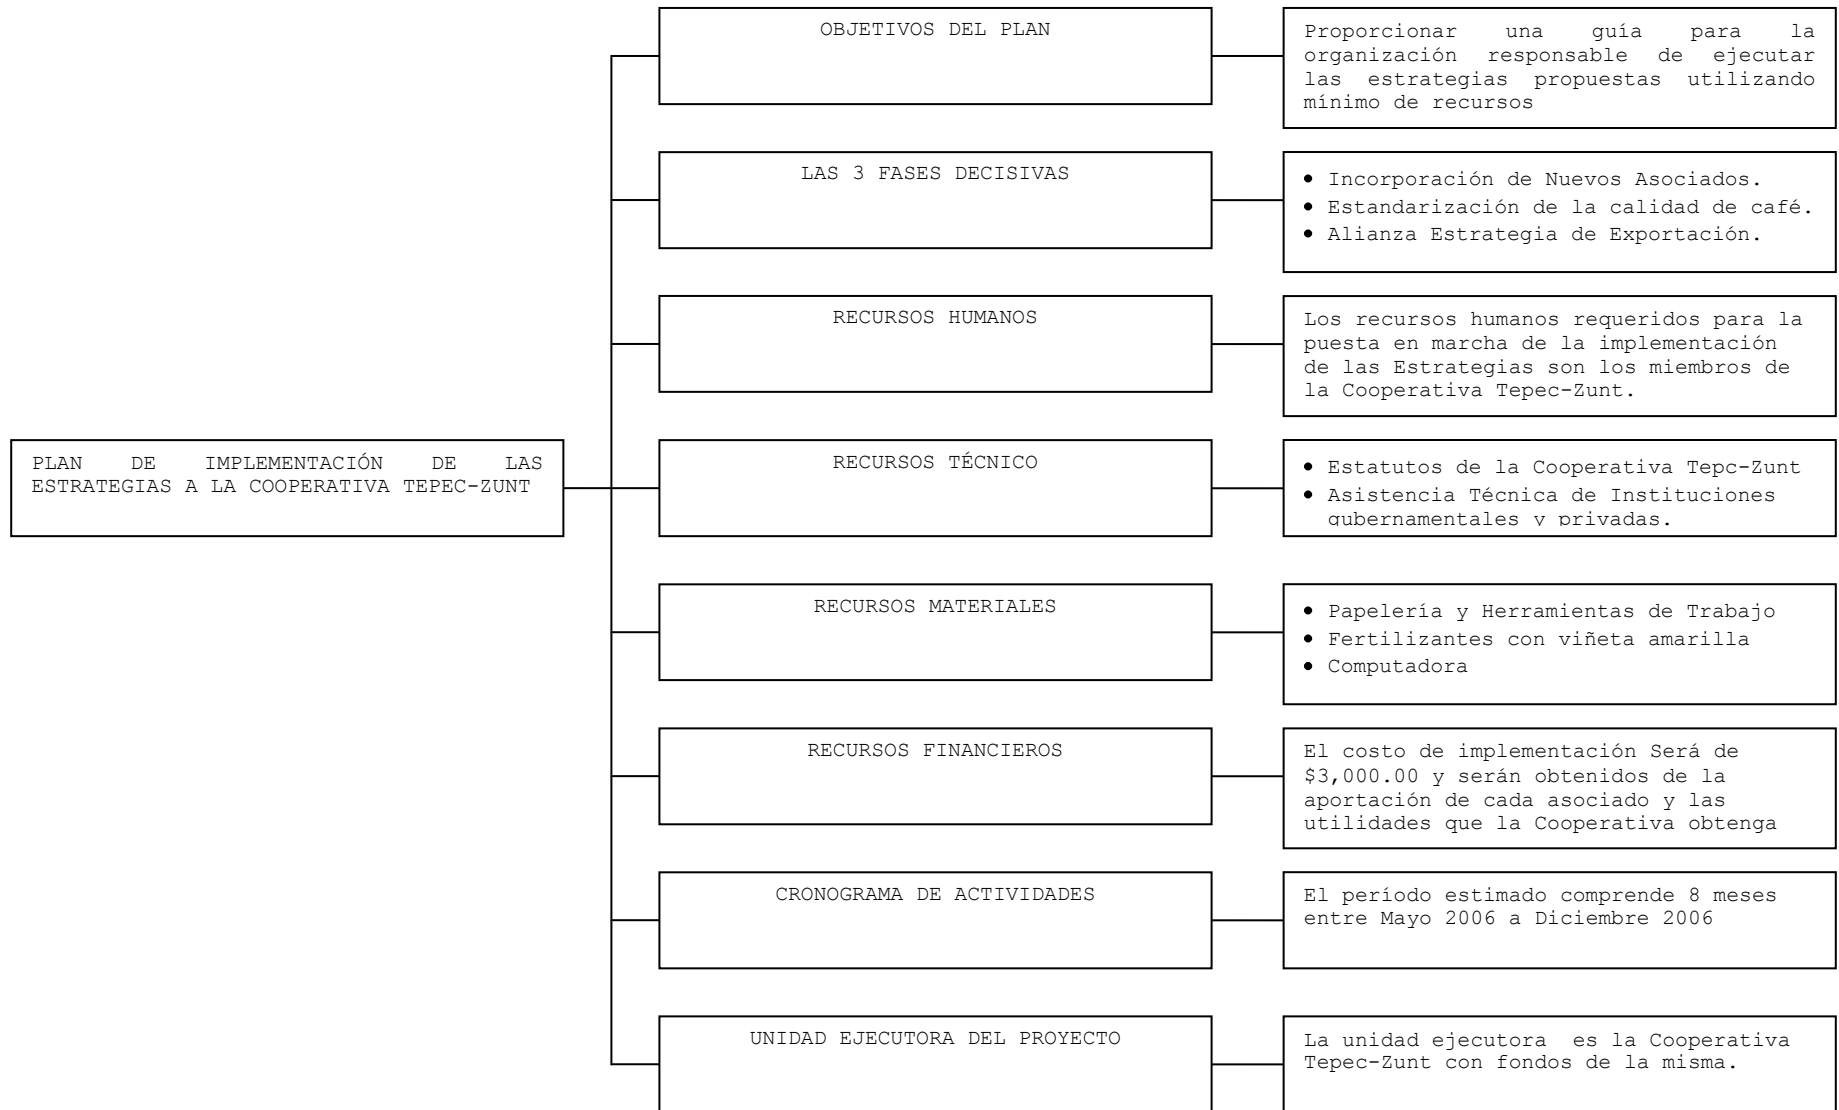 OBJETIVOS DEL PLAN
Proporcionar una guía para la
organización responsable de ejecutar
las estrategias propuestas utilizando
mínimo de recursos
LAS 3 FASES DECISIVAS
• Incorporación de Nuevos Asociados.
• Estandarización de la calidad de café.
• Alianza Estrategia de Exportación.
RECURSOS HUMANOS
Los recursos humanos requeridos para la
puesta en marcha de la implementación
de las Estrategias son los miembros de
la Cooperativa Tepec-Zunt.
PLAN DE IMPLEMENTACIÓN DE LAS
ESTRATEGIAS A LA COOPERATIVA TEPEC-ZUNT
RECURSOS TÉCNICO
• Estatutos de la Cooperativa Tepc-Zunt
• Asistencia Técnica de Instituciones
gubernamentales y privadas.
RECURSOS MATERIALES
• Papelería y Herramientas de Trabajo
• Fertilizantes con viñeta amarilla
• Computadora
RECURSOS FINANCIEROS
El costo de implementación Será de
$3,000.00 y serán obtenidos de la
aportación de cada asociado y las
utilidades que la Cooperativa obtenga
CRONOGRAMA DE ACTIVIDADES
El período estimado comprende 8 meses
entre Mayo 2006 a Diciembre 2006
UNIDAD EJECUTORA DEL PROYECTO
La unidad ejecutora es la Cooperativa
Tepec-Zunt con fondos de la misma.